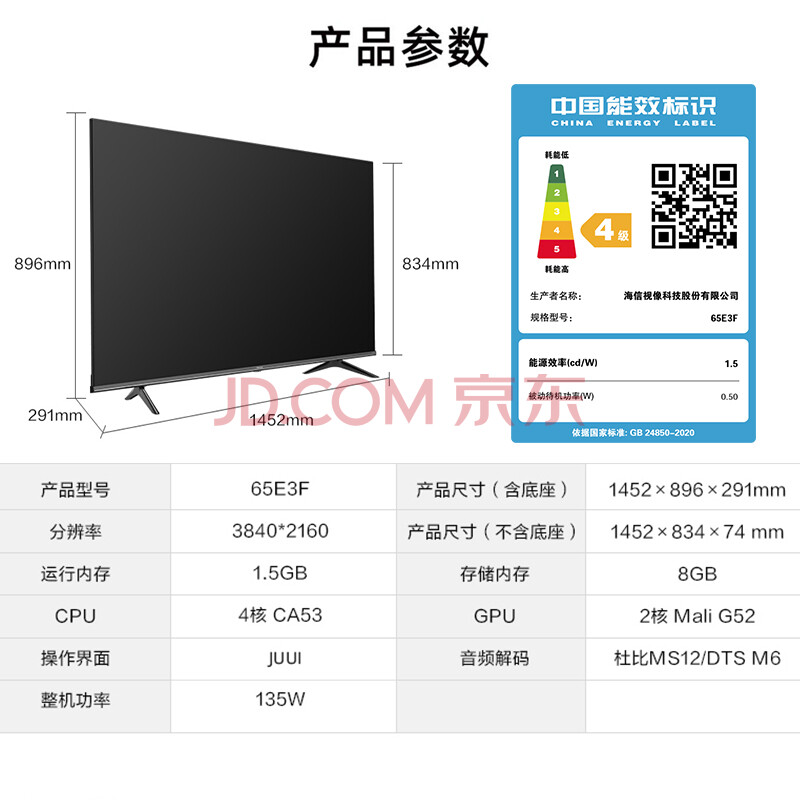 产品参数
中国能效标识
CHINA ENERGY LABEL
耗能低
1
2
3
4
5
4级
耗能高
生产者名称： 海信视像科技股份有限公司
规格型号： 65E3F
能源效率(cd/W) 1.5
被动待机功率(W) 0.50
依据国家标准: GB 24850-2020
896mm
834mm
291mm
1452mm
JD.COM 京东
产品型号 65E3F 产品尺寸（含底座） 1452×896×291mm
分辨率 3840*2160 产品尺寸（不含底座） 1452×834×74 mm
运行内存 1.5GB 存储内存 8GB
CPU 4核 CA53 GPU 2核 Mali G52
操作界面 JUUI 音频解码 杜比MS12/DTS M6
整机功率 135W